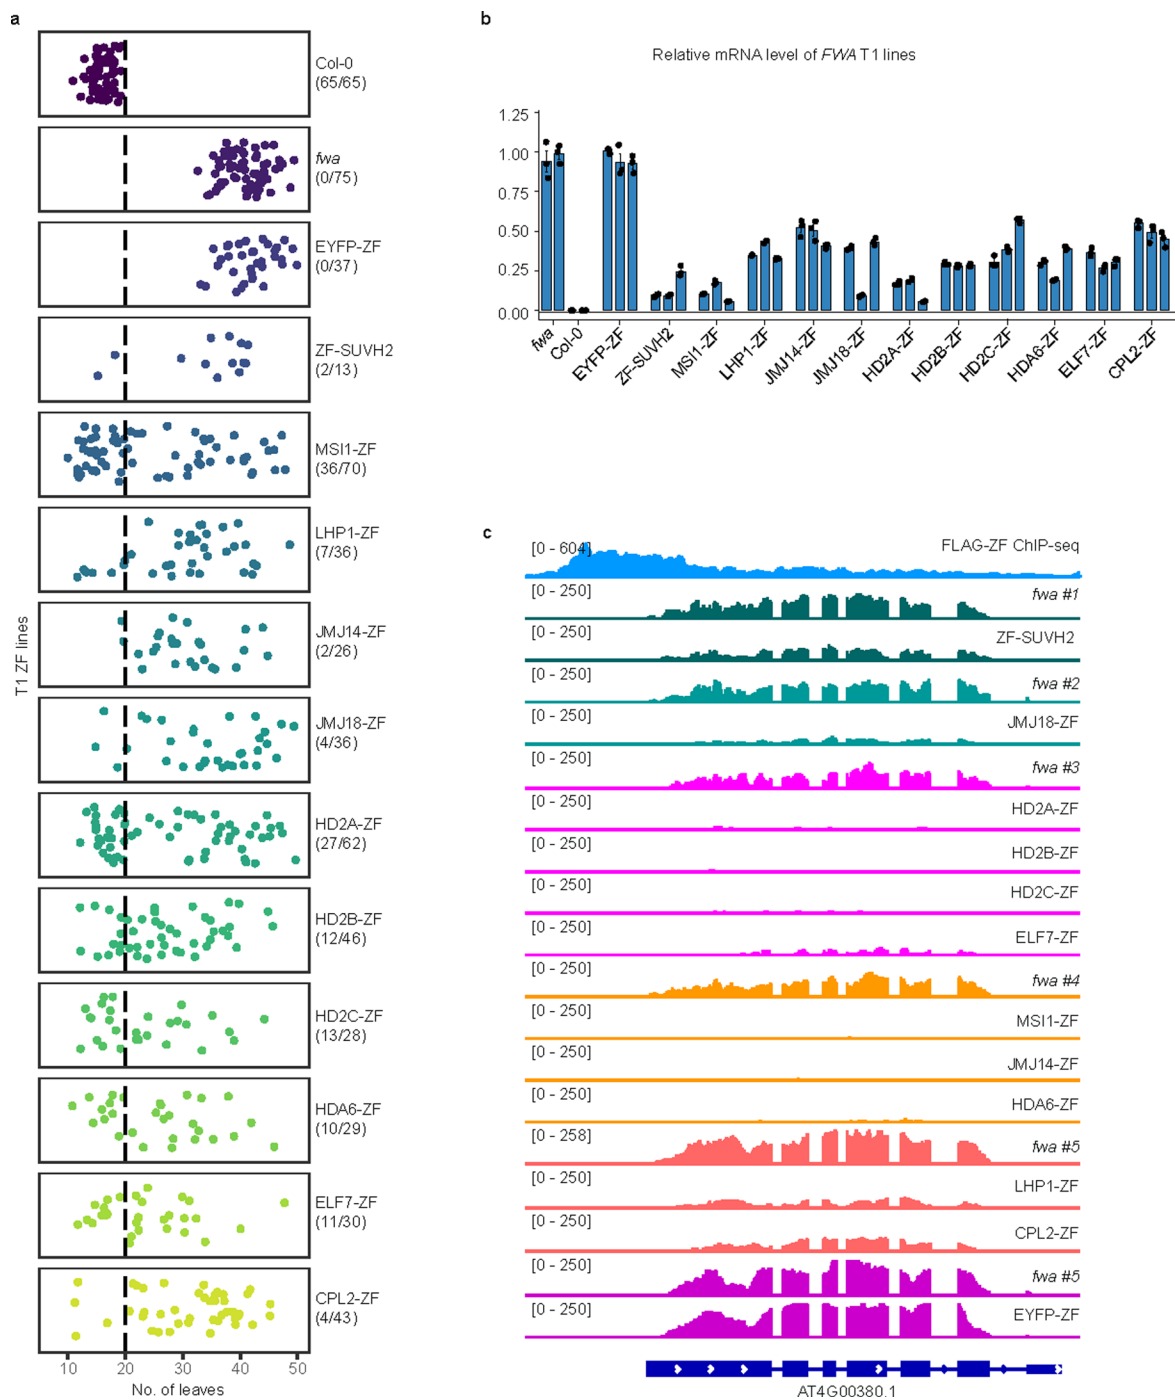 a
Col-0
(65/65)
fwa
(0/75)
EYFP-ZF
(0/37)
ZF-SUVH2
(2/13)
MSI1-ZF
(36/70)
LHP1-ZF
(7/36)
JMJ14-ZF
(2/26)
JMJ18-ZF
(4/36)
HD2A-ZF
(27/62)
HD2B-ZF
(12/46)
HD2C-ZF
(13/28)
HDA6-ZF
(10/29)
ELF7-ZF
(11/30)
CPL2-ZF
(4/43)
T1 ZF lines
10 20 30 40 50
No. of leaves
b
Relative mRNA level of FWA T1 lines
1.25
1.00
0.75
0.50
0.25
0.00
fwa
Col-0
EYFP-ZF
ZF-SUVH2
MSI1-ZF
LHP1-ZF
JMJ14-ZF
JMJ18-ZF
HD2A-ZF
HD2B-ZF
HD2C-ZF
HDA6-ZF
ELF7-ZF
CPL2-ZF
c
[0 - 604] FLAG-ZF ChIP-seq
[0 - 250] fwa #1
[0 - 250] ZF-SUVH2
[0 - 250] fwa #2
[0 - 250] JMJ18-ZF
[0 - 250] fwa #3
[0 - 250] HD2A-ZF
[0 - 250] HD2B-ZF
[0 - 250] HD2C-ZF
[0 - 250] ELF7-ZF
[0 - 250] fwa #4
[0 - 250] MSI1-ZF
[0 - 250] JMJ14-ZF
[0 - 250] HDA6-ZF
[0 - 258] fwa #5
[0 - 250] LHP1-ZF
[0 - 250] CPL2-ZF
[0 - 250] fwa #5
[0 - 250] EYFP-ZF
AT4G00380.1